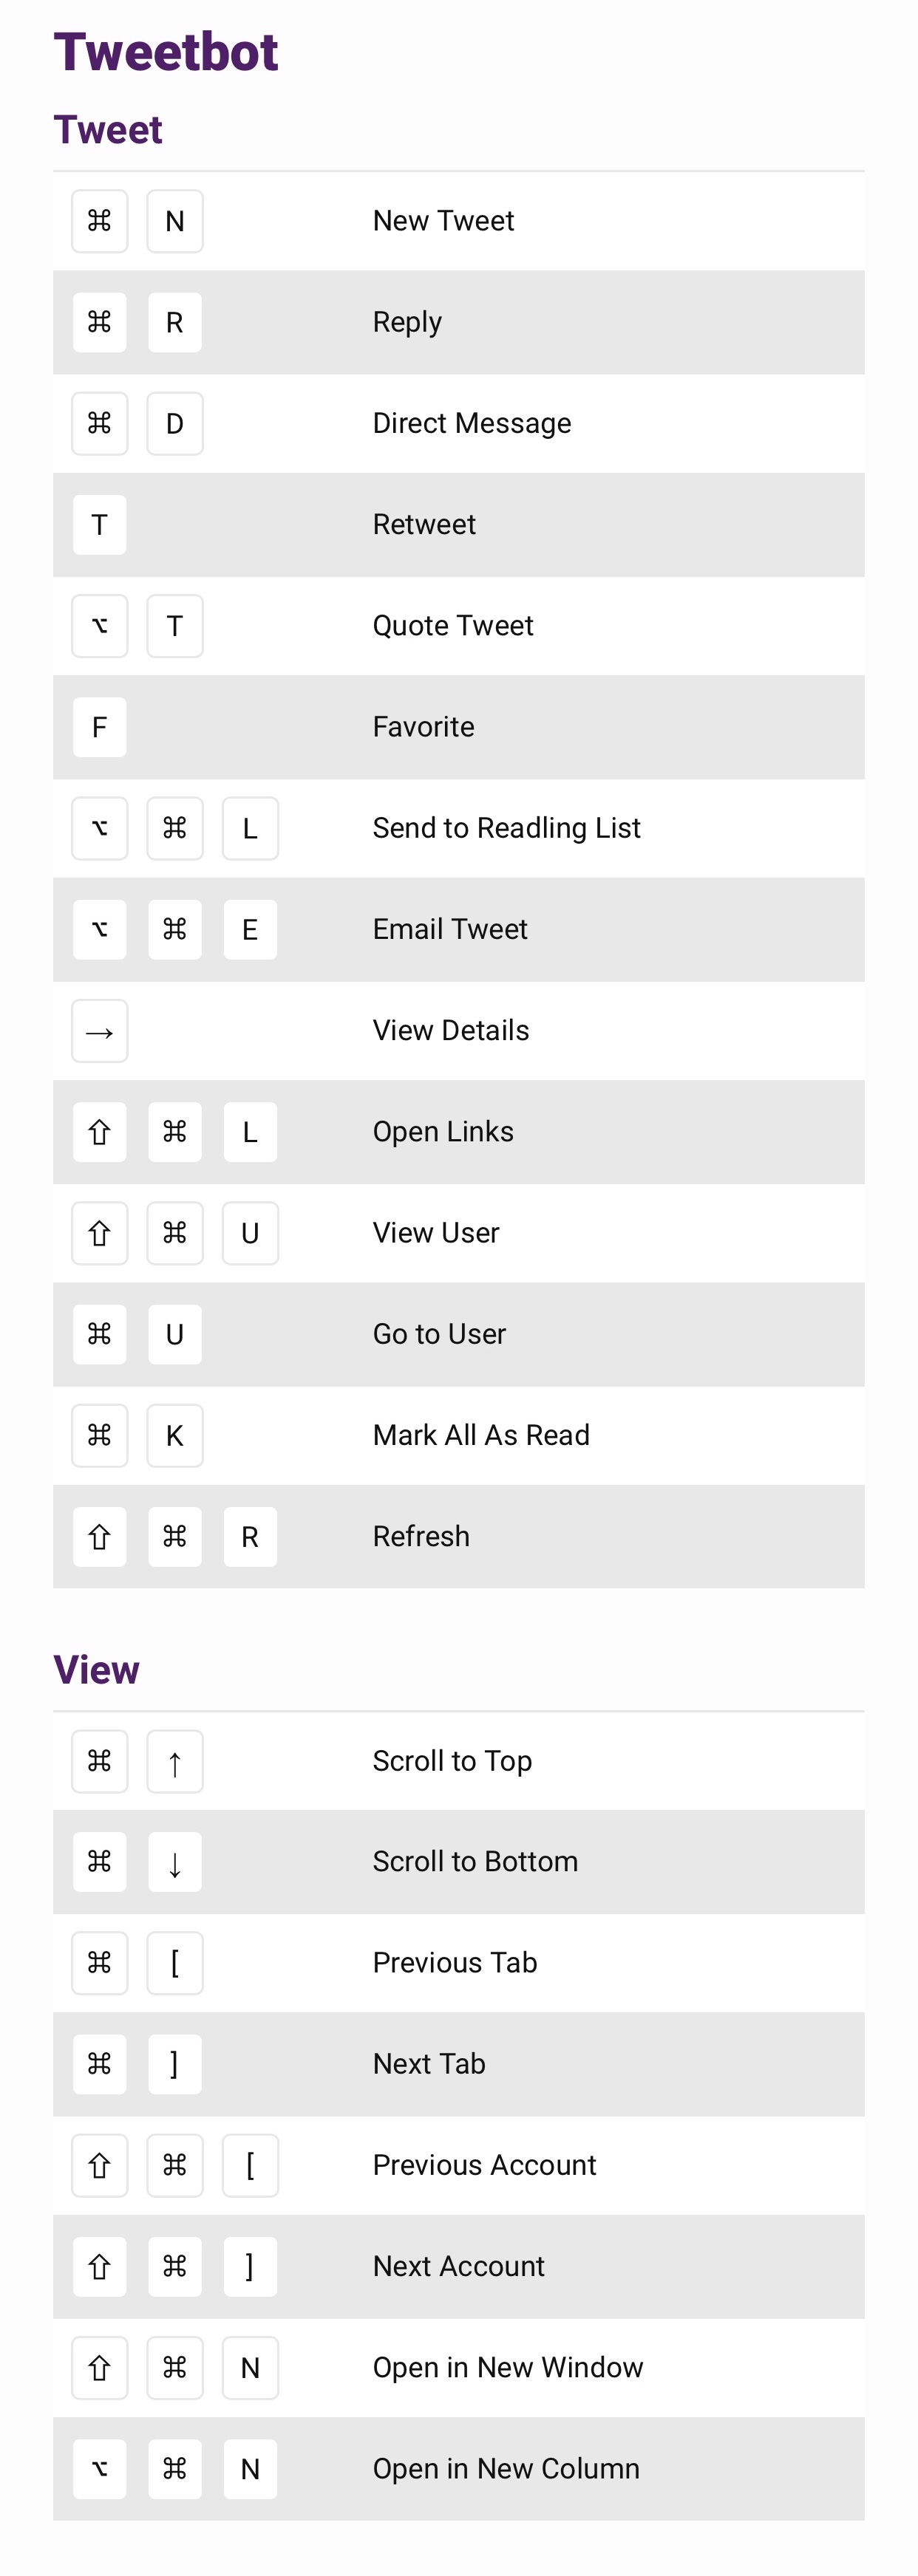 Tweetbot
Tweet
⌘ N New Tweet
⌘ R Reply
⌘ D Direct Message
T Retweet
⌥ T Quote Tweet
F Favorite
⌥ ⌘ L Send to Readling List
⌥ ⌘ E Email Tweet
→ View Details
⇧ ⌘ L Open Links
⇧ ⌘ U View User
⌘ U Go to User
⌘ K Mark All As Read
⇧ ⌘ R Refresh
View
⌘ ↑ Scroll to Top
⌘ ↓ Scroll to Bottom
⌘ [ Previous Tab
⌘ ] Next Tab
⇧ ⌘ [ Previous Account
⇧ ⌘ ] Next Account
⇧ ⌘ N Open in New Window
⌥ ⌘ N Open in New Column